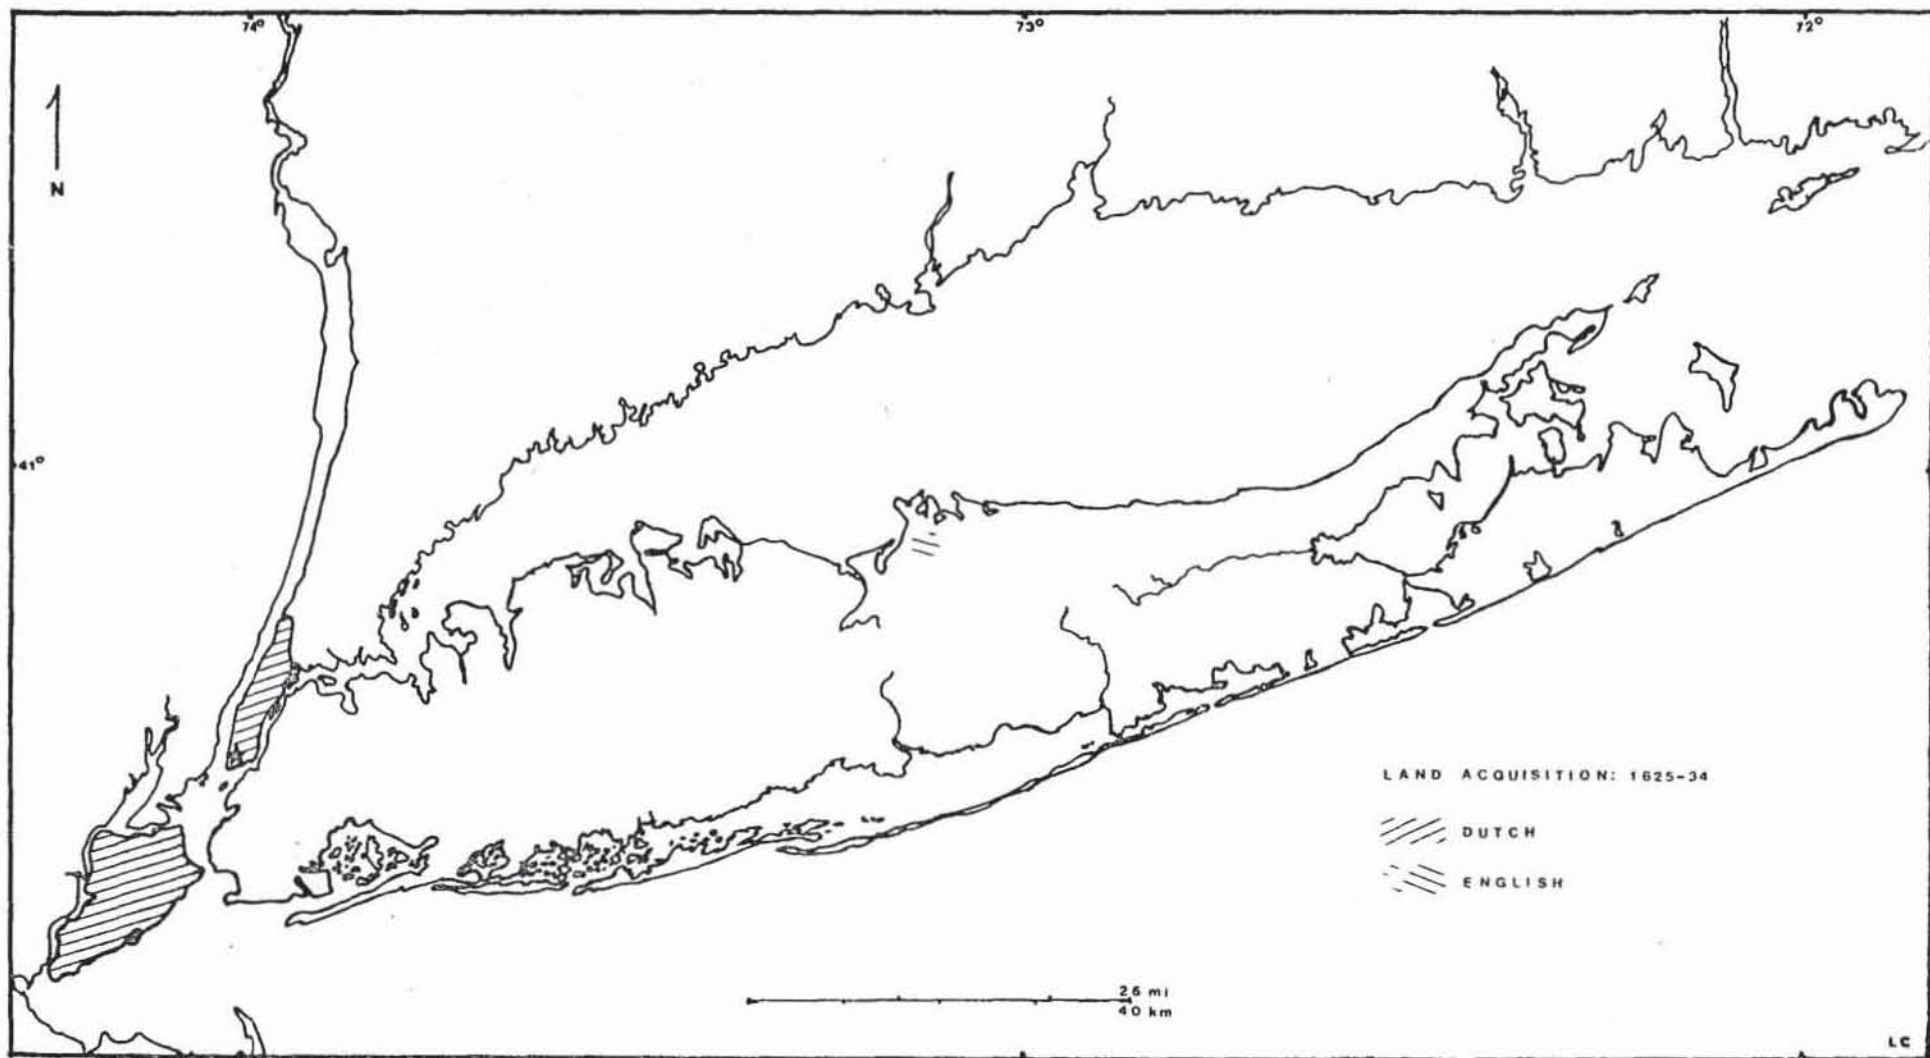 74°
73°
72°
N
41°
LAND ACQUISITION: 1625-34
DUTCH
ENGLISH
26 mi
40 km
LC